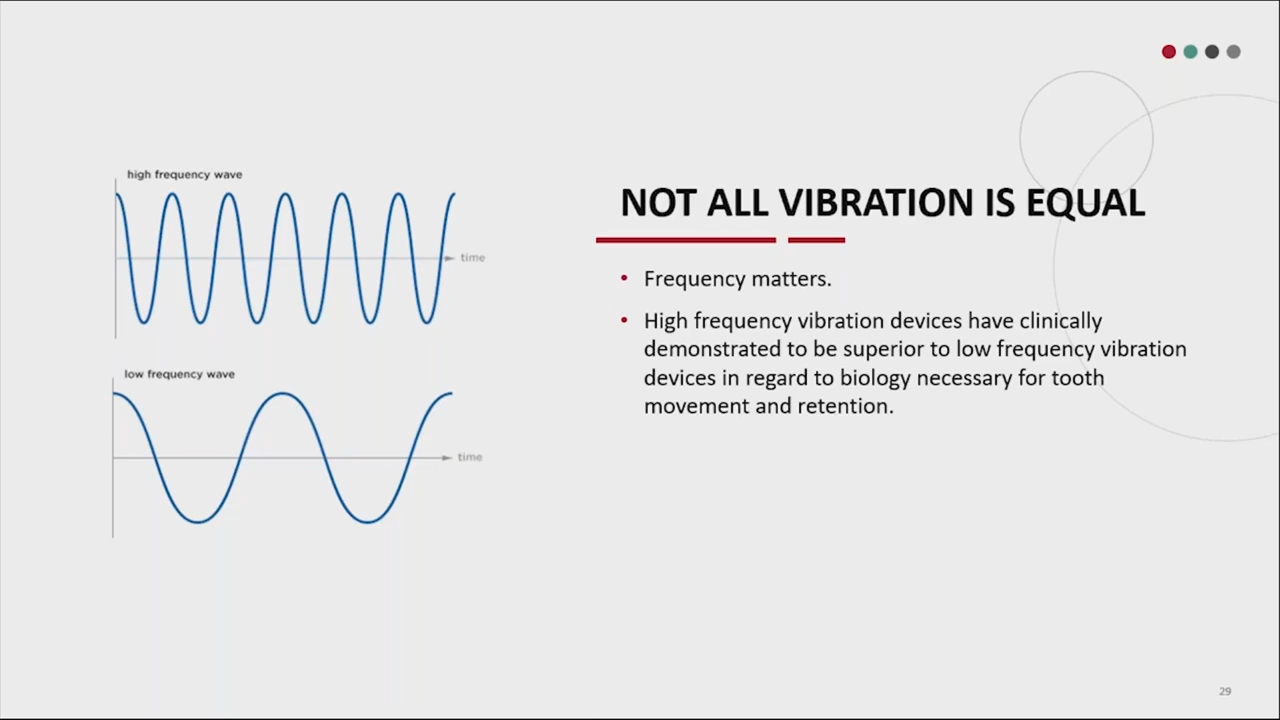 high frequency wave
time
low frequency wave
time
NOT ALL VIBRATION IS EQUAL
• Frequency matters.
• High frequency vibration devices have clinically
demonstrated to be superior to low frequency vibration
devices in regard to biology necessary for tooth
movement and retention.
29